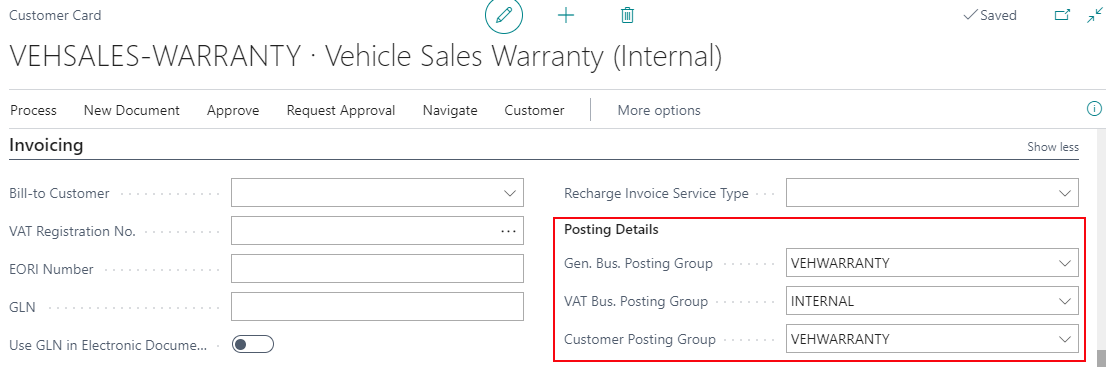 Customer Card
Saved
VEHSALES-WARRANTY · Vehicle Sales Warranty (Internal)
Process New Document Approve Request Approval Navigate Customer More options
Invoicing
Show less
Bill-to Customer
VAT Registration No.
EORI Number
GLN
Use GLN in Electronic Docume...
Recharge Invoice Service Type
Posting Details
Gen. Bus. Posting Group VEHWARRANTY
VAT Bus. Posting Group INTERNAL
Customer Posting Group VEHWARRANTY